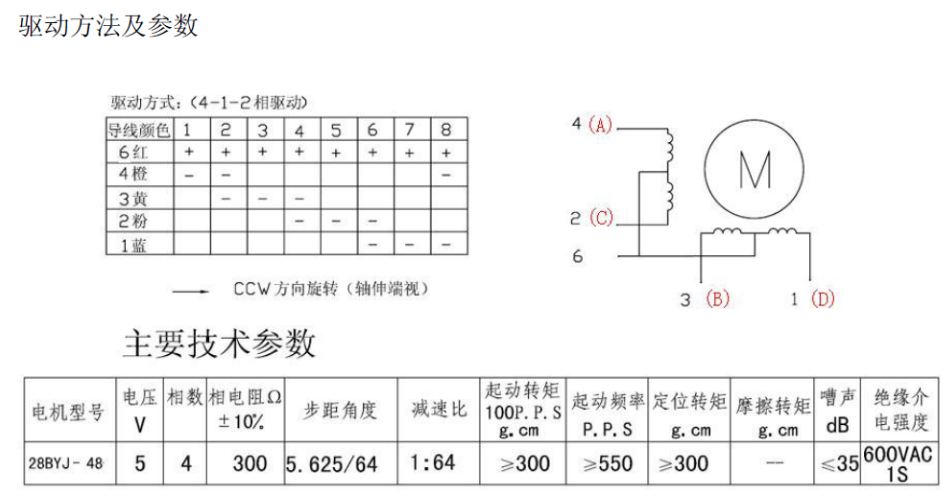 驱动方法及参数
驱动方式:(4-1-2相驱动)
导线颜色 1 2 3 4 5 6 7 8
6红 + + + + + + + +
4橙 - - -
3黄 - - -
2粉 - - -
1蓝 - - -
CCW方向旋转(轴伸端视)
4 (A)
M
2 (C)
6
3 (B) 1 (D)
主要技术参数
电机型号 电压 V 相数 相电阻Ω ±10% 步距角度 减速比 起动转矩 100P.P.S g.cm 起动频率 P.P.S 定位转矩 g.cm 摩擦转矩 g.cm 嘈声 dB 绝缘介电强度
28BYJ-48 5 4 300 5.625/64 1:64 ≥300 ≥550 ≥300 -- ≤35 600VAC 1S